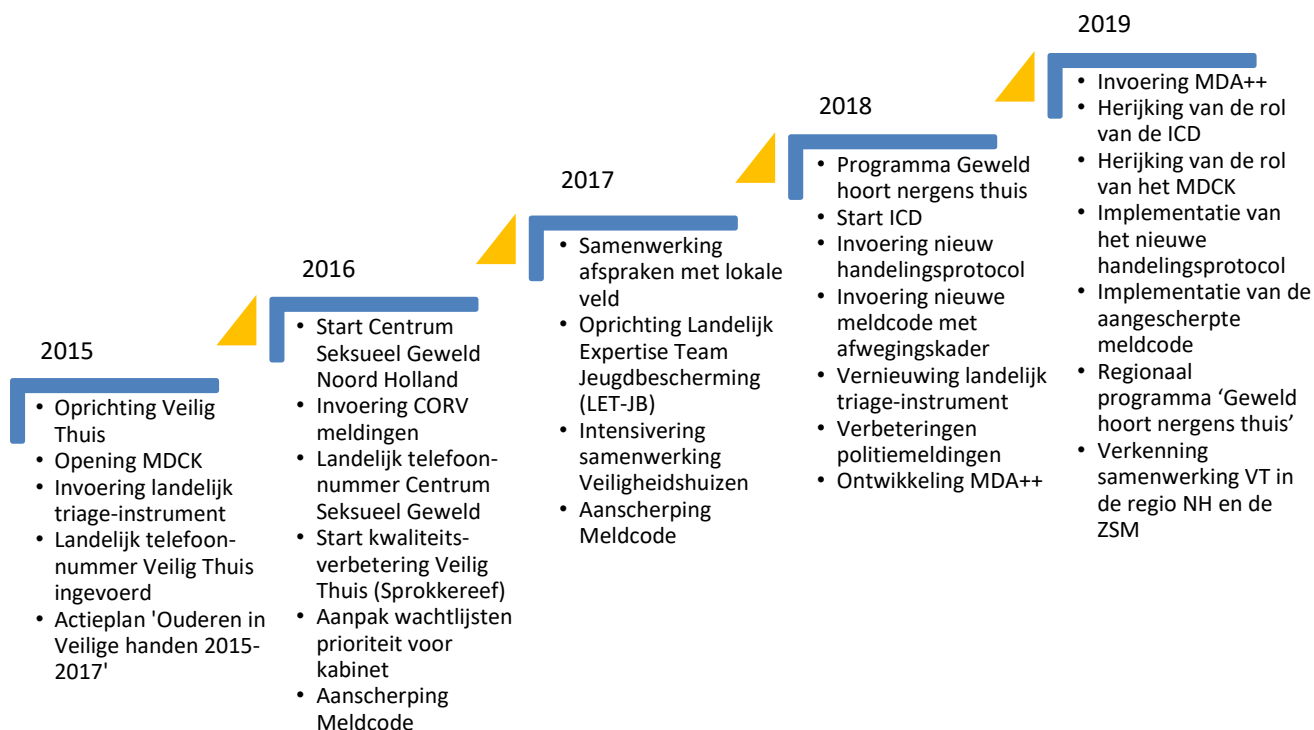 2015
• Oprichting Veilig
Thuis
• Opening MDCK
• Invoering landelijk
triage-instrument
• Landelijk telefoon-
nummer Veilig Thuis
ingevoerd
• Actieplan 'Ouderen in
Veilige handen 2015-
2017'
2016
• Start Centrum
Seksueel Geweld
Noord Holland
• Invoering CORV
meldingen
• Landelijk telefoon-
nummer Centrum
Seksueel Geweld
• Start kwaliteits-
verbetering Veilig
Thuis (Sprokkereef)
• Aanpak wachtlijsten
prioriteit voor
kabinet
• Aanscherping
Meldcode
2017
• Samenwerking
afspraken met lokale
veld
• Oprichting Landelijk
Expertise Team
Jeugdbescherming
(LET-JB)
• Intensivering
samenwerking
Veiligheidshuizen
• Aanscherping
Meldcode
2018
• Programma Geweld
hoort nergens thuis
• Start ICD
• Invoering nieuw
handelingsprotocol
• Invoering nieuwe
meldcode met
afwegingskader
• Vernieuwing landelijk
triage-instrument
• Verbeteringen
politiemeldingen
• Ontwikkeling MDA++
2019
• Invoering MDA++
• Herijking van de rol
van de ICD
• Herijking van de rol
van het MDCK
• Implementatie van
het nieuwe
handelingsprotocol
• Implementatie van de
aangescherpte
meldcode
• Regionaal
programma ‘Geweld
hoort nergens thuis’
• Verkenning
samenwerking VT in
de regio NH en de
ZSM